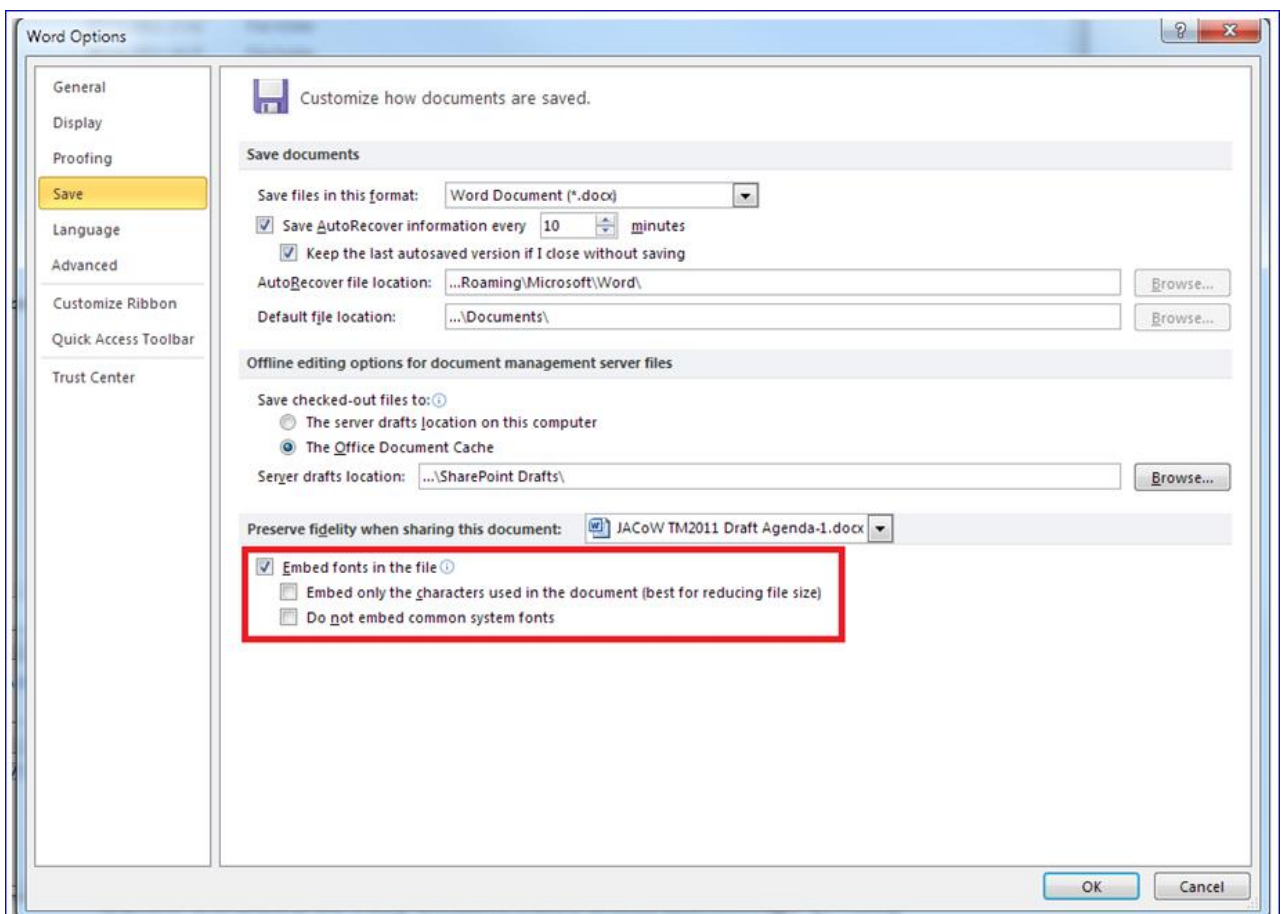 Word Options
General
Display
Proofing
Save
Language
Advanced
Customize Ribbon
Quick Access Toolbar
Trust Center
Customize how documents are saved.
Save documents
Save files in this format: Word Document (*.docx)
Save AutoRecover information every 10 minutes
Keep the last autosaved version if I close without saving
AutoRecover file location: ...Roaming\Microsoft\Word\ Browse...
Default file location: ...\Documents\ Browse...
Offline editing options for document management server files
Save checked-out files to:
The server drafts location on this computer
The Office Document Cache
Server drafts location: ...\SharePoint Drafts\ Browse...
Preserve fidelity when sharing this document: JACoW TM2011 Draft Agenda-1.docx
Embed fonts in the file
Embed only the characters used in the document (best for reducing file size)
Do not embed common system fonts
OK Cancel